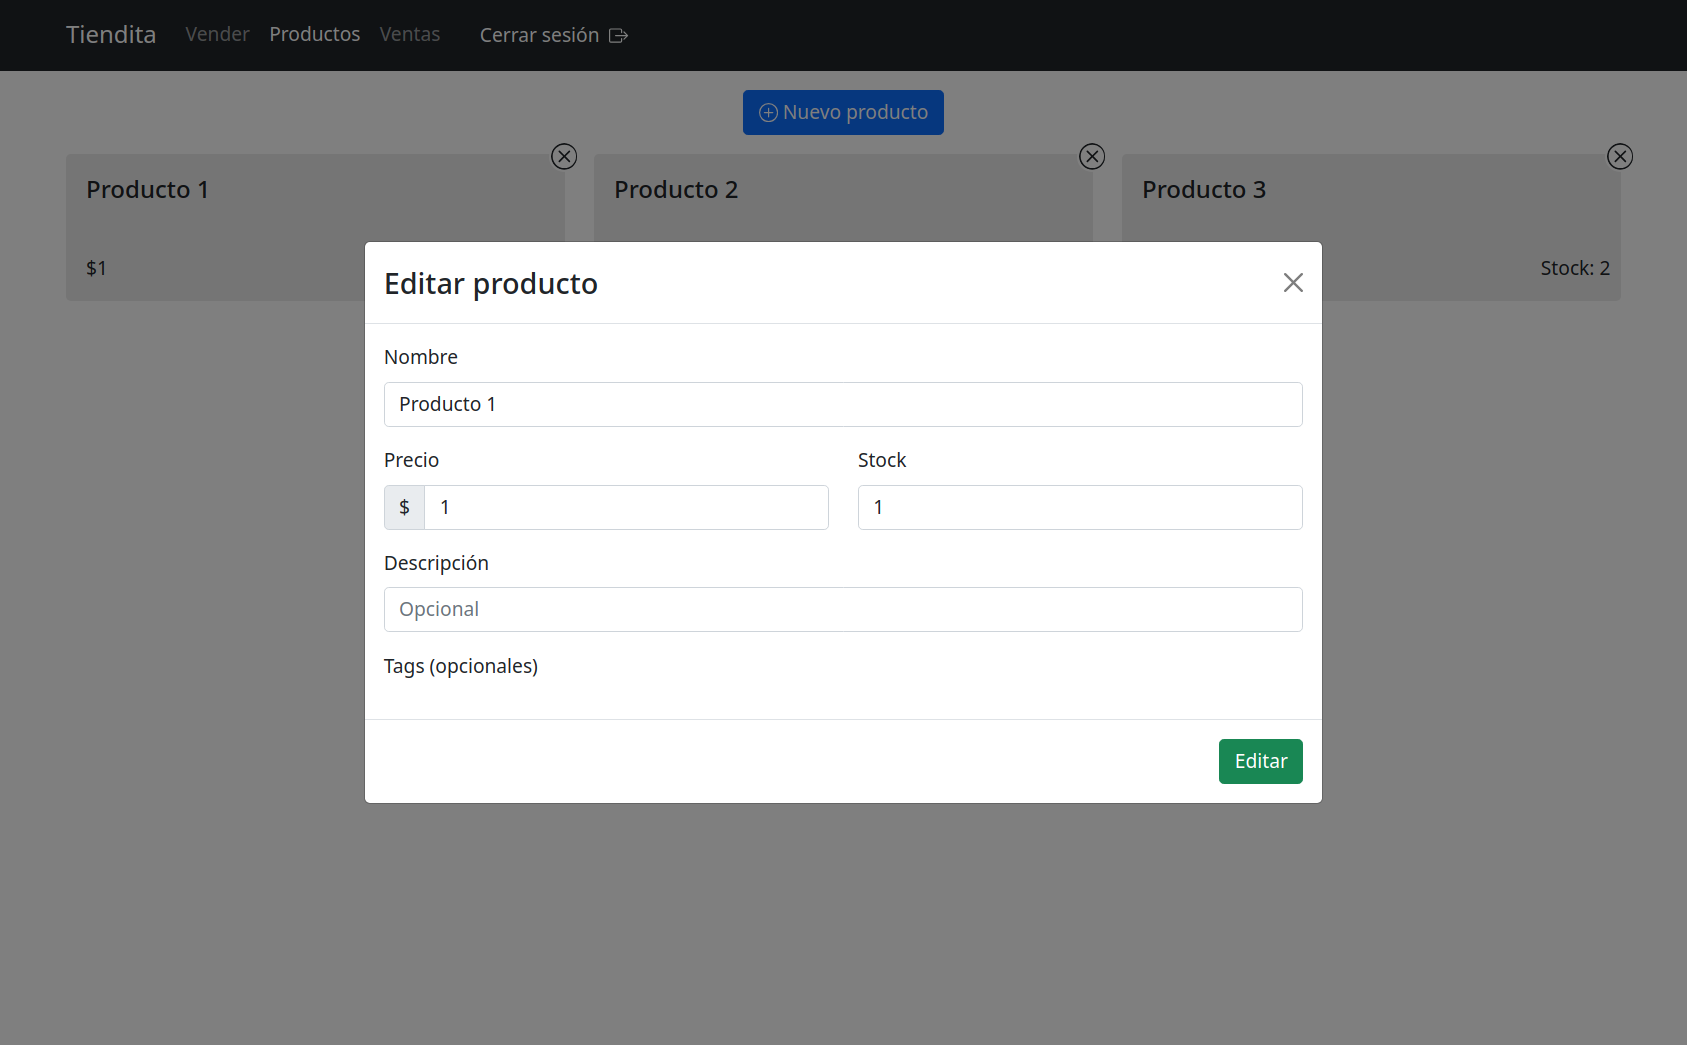 Tiendita Vender Productos Ventas Cerrar sesión
Nuevo producto
Producto 1 Producto 2 Producto 3
$1 Stock: 2
Editar producto
Nombre
Producto 1
Precio Stock
$ 1 1
Descripción
Opcional
Tags (opcionales)
Editar